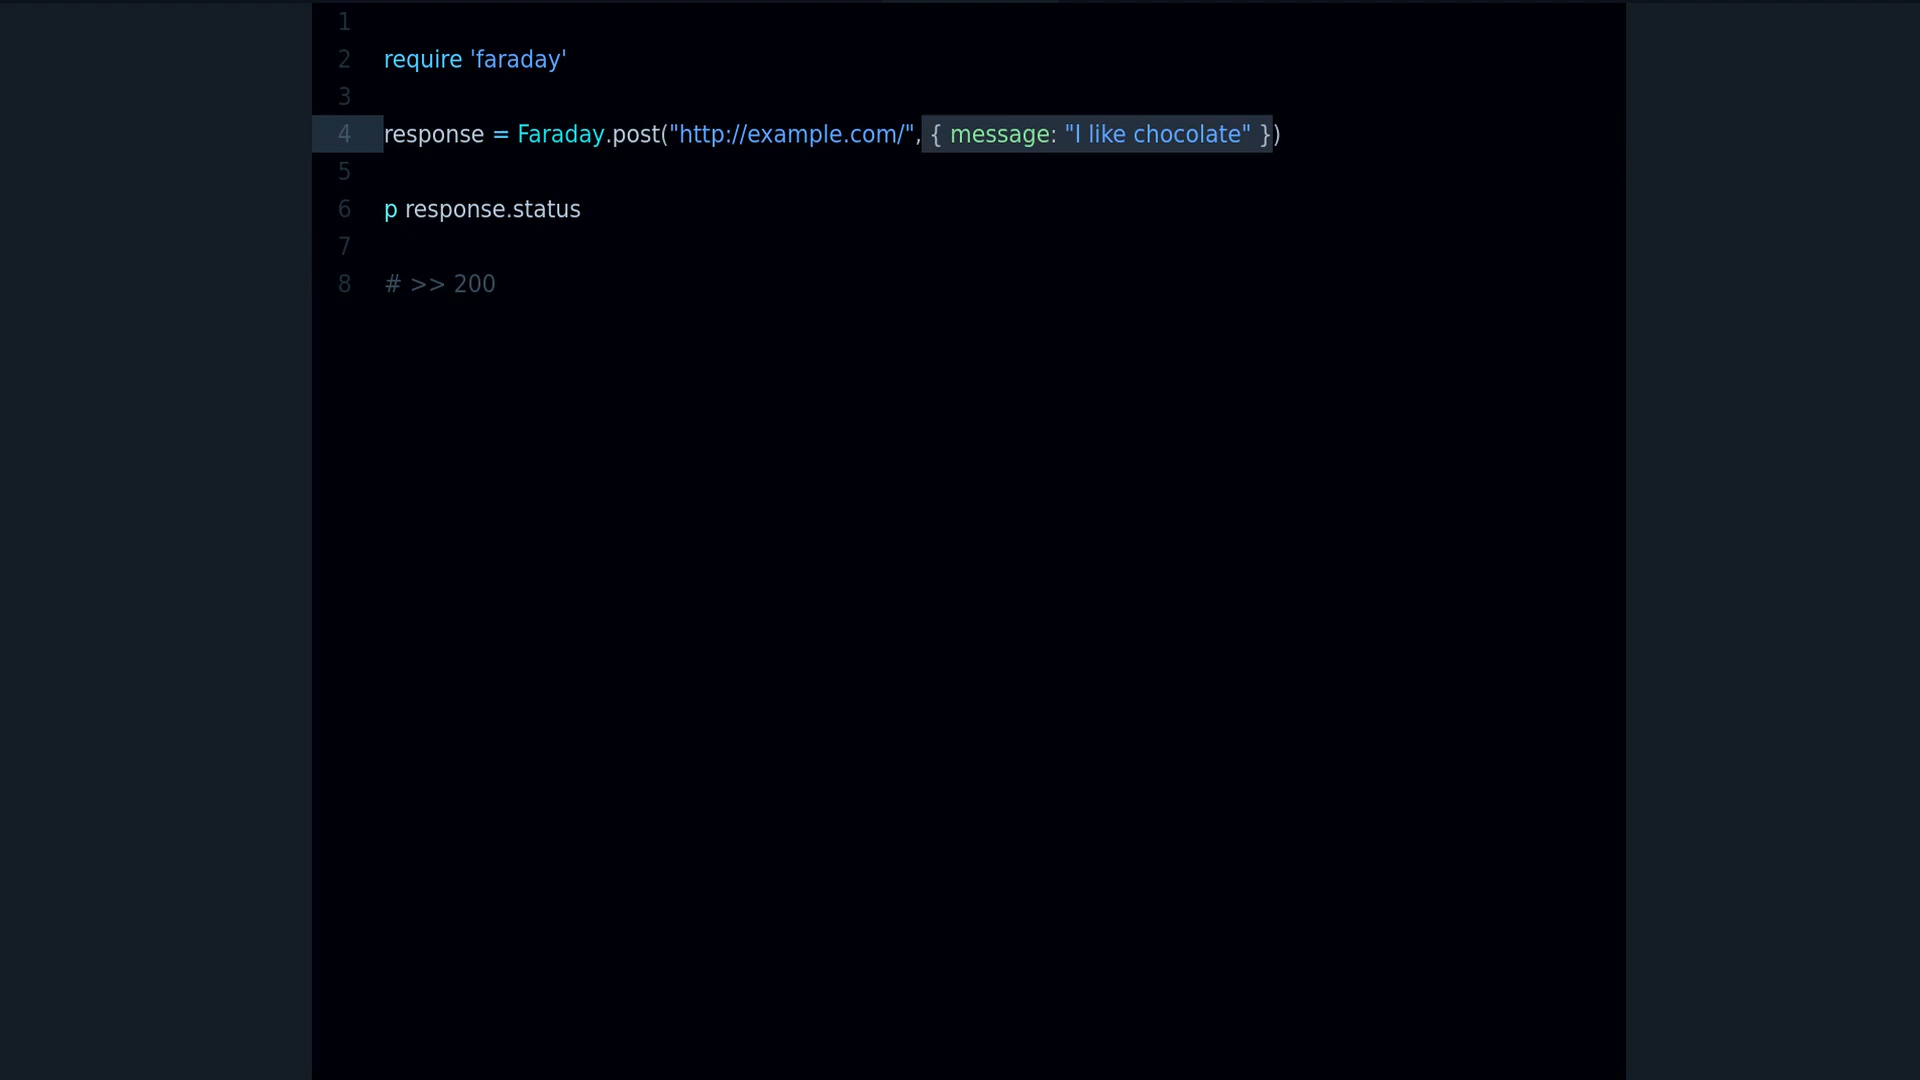 1
2 require 'faraday'
3
4 response = Faraday.post("http://example.com/", { message: "I like chocolate" })
5
6 p response.status
7
8 # >> 200